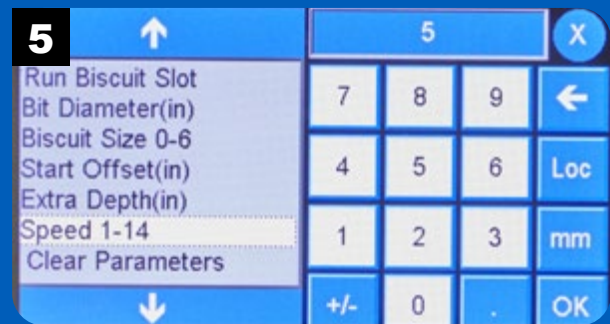 5
5
X
Run Biscuit Slot
Bit Diameter(in)
Biscuit Size 0-6
Start Offset(in)
Extra Depth(in)
Speed 1-14
Clear Parameters
7 8 9
4 5 6 Loc
1 2 3 mm
+/- 0 . OK